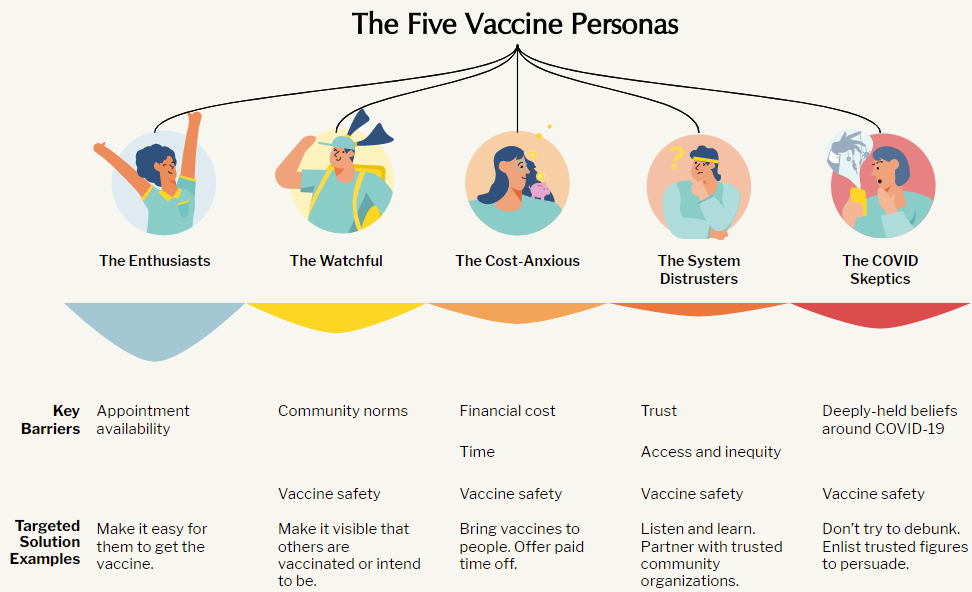 The Five Vaccine Personas
The Enthusiasts
The Watchful
The Cost-Anxious
The System
Distrusters
The COVID
Skeptics
Key
Barriers
Appointment
availability
Community norms
Vaccine safety
Financial cost
Time
Vaccine safety
Trust
Access and inequity
Vaccine safety
Deeply-held beliefs
around COVID-19
Vaccine safety
Targeted
Solution
Examples
Make it easy for
them to get the
vaccine.
Make it visible that
others are
vaccinated or intend
to be.
Bring vaccines to
people. Offer paid
time off.
Listen and learn.
Partner with trusted
community
organizations.
Don’t try to debunk.
Enlist trusted figures
to persuade.